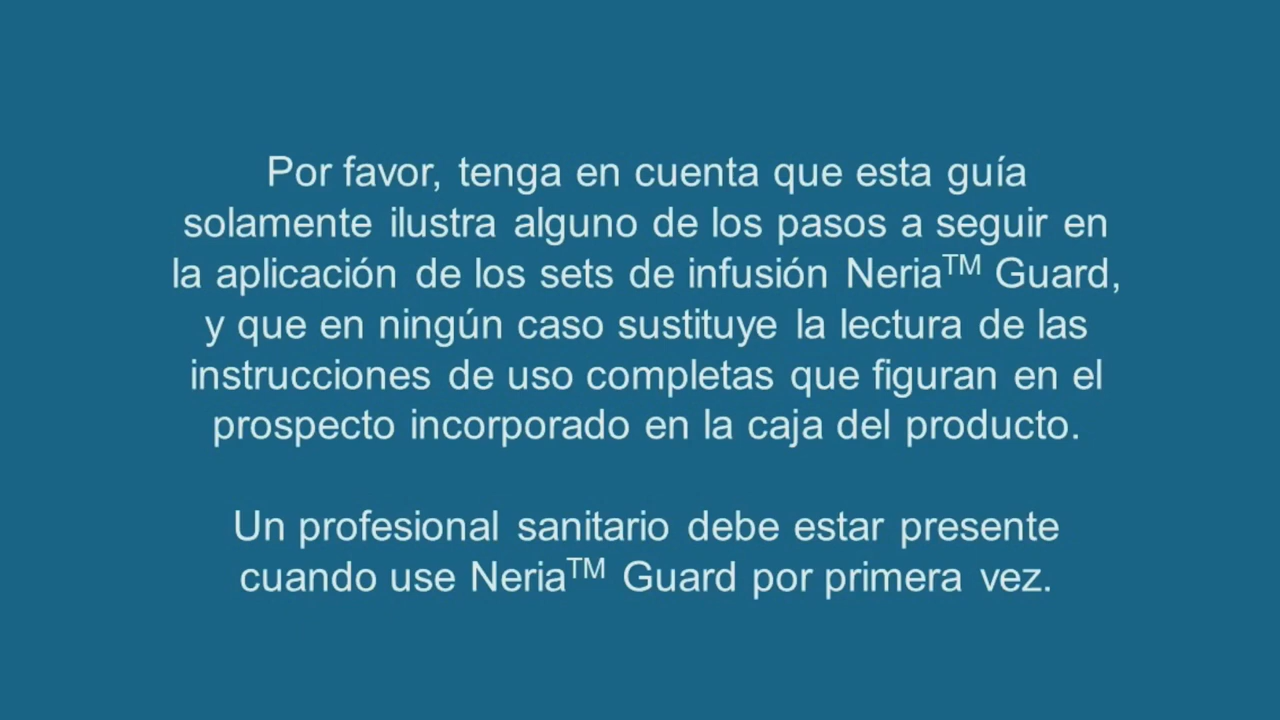 Por favor, tenga en cuenta que esta guía
solamente ilustra alguno de los pasos a seguir en
la aplicación de los sets de infusión Neria™ Guard,
y que en ningún caso sustituye la lectura de las
instrucciones de uso completas que figuran en el
prospecto incorporado en la caja del producto.
Un profesional sanitario debe estar presente
cuando use Neria™ Guard por primera vez.